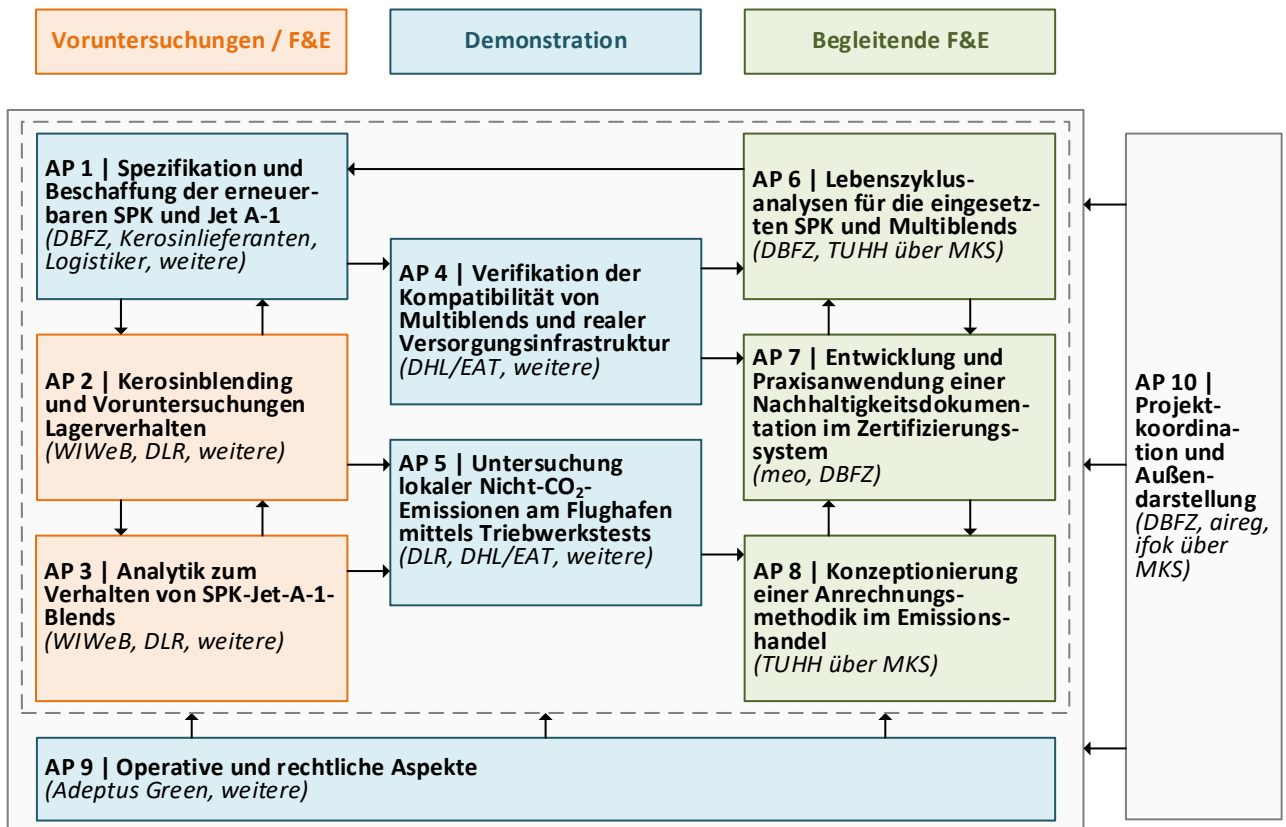 Voruntersuchungen / F&E
Demonstration
Begleitende F&E
AP 1 | Spezifikation und
Beschaffung der erneuer-
baren SPK und Jet A-1
(DBFZ, Kerosinlieferanten,
Logistiker, weitere)
AP 2 | Kerosinblending
und Voruntersuchungen
Lagerverhalten
(WIWeB, DLR, weitere)
AP 3 | Analytik zum
Verhalten von SPK-Jet-A-1-
Blends
(WIWeB, DLR, weitere)
AP 4 | Verifikation der
Kompatibilität von
Multiblends und realer
Versorgungsinfrastruktur
(DHL/EAT, weitere)
AP 5 | Untersuchung
lokaler Nicht-CO₂-
Emissionen am Flughafen
mittels Triebwerkstests
(DLR, DHL/EAT, weitere)
AP 6 | Lebenszyklus-
analysen für die eingesetz-
ten SPK und Multiblends
(DBFZ, TUHH über MKS)
AP 7 | Entwicklung und
Praxisanwendung einer
Nachhaltigkeitsdokumen-
tation im Zertifizierungs-
system
(meo, DBFZ)
AP 8 | Konzeptionierung
einer Anrechnungs-
methodik im Emissions-
handel
(TUHH über MKS)
AP 9 | Operative und rechtliche Aspekte
(Adeptus Green, weitere)
AP 10 |
Projekt-
koordina-
tion und
Außen-
darstellung
(DBFZ, aireg,
ifok über
MKS)